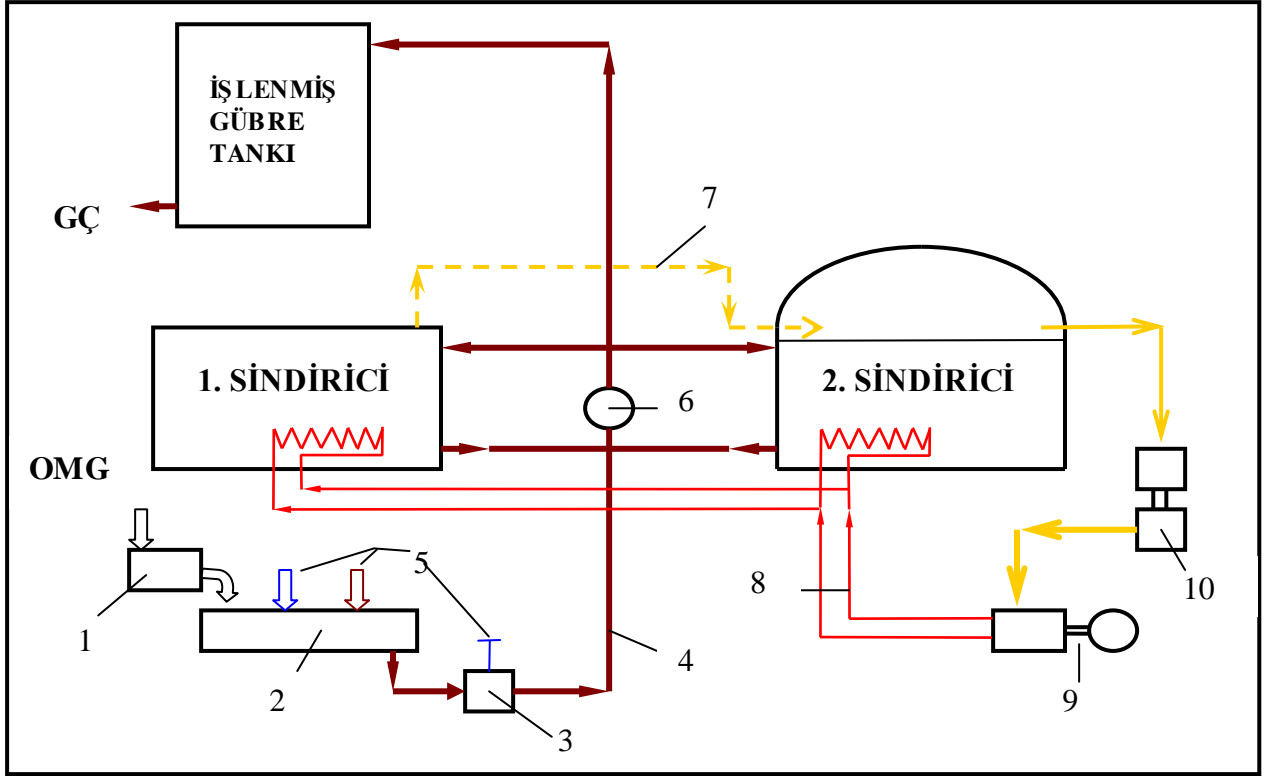 İŞLENMİŞ
GÜBRE
TANKI
GÇ
7
1. SİNDİRİCİ
2. SİNDİRİCİ
6
OMG
5
8
10
1
2
3
4
9